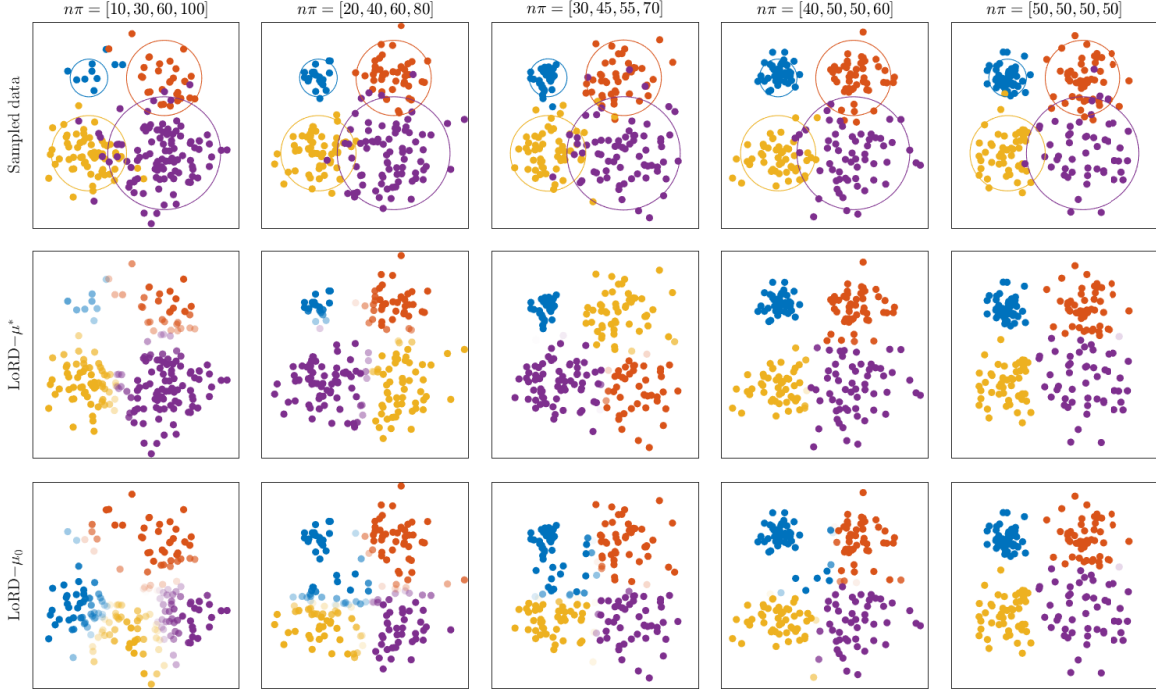 nπ = [10, 30, 60, 100]
nπ = [20, 40, 60, 80]
nπ = [30, 45, 55, 70]
nπ = [40, 50, 50, 60]
nπ = [50, 50, 50, 50]
Sampled data
LoRD−μ*
LoRD−μ₀